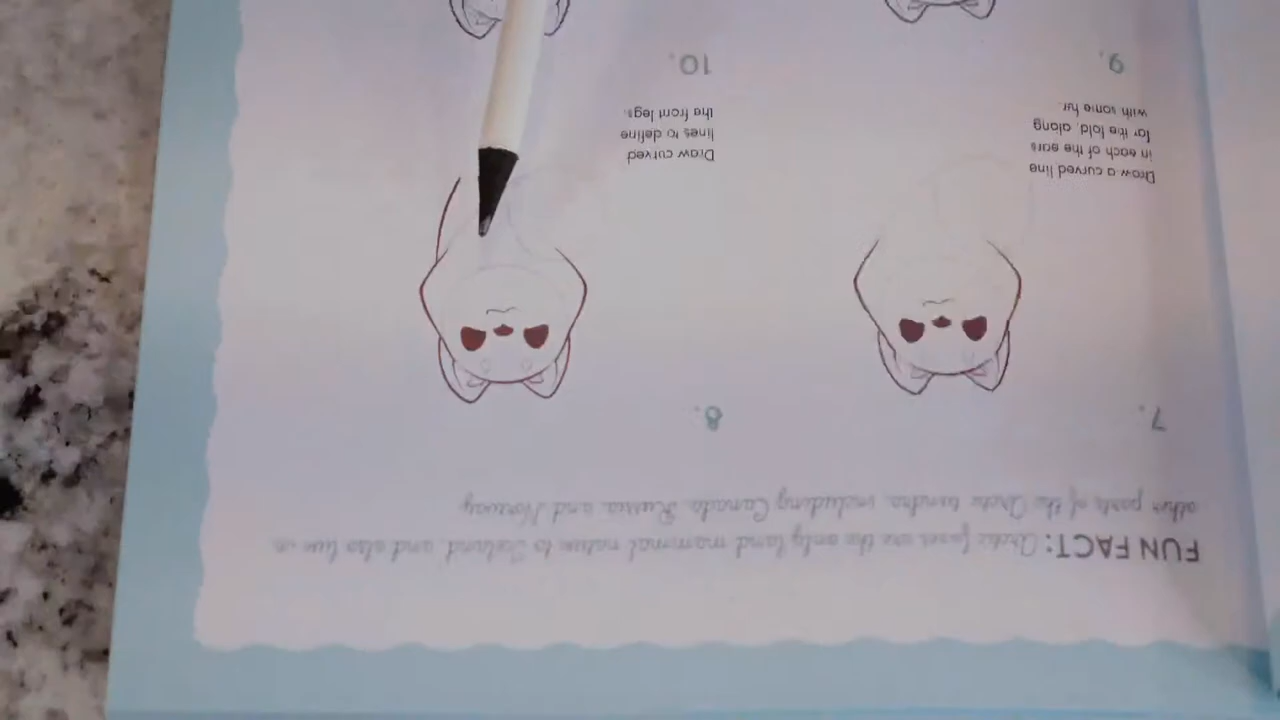 FUN FACT: Arctic foxes are the only land mammal native to Iceland, and also live in
other parts of the Arctic tundra, including Canada, Russia, and Norway.
7.
8.
Draw a curved line
in each of the ears
for the fold, along
with some fur.
Draw curved
lines to define
the front legs.
9.
10.